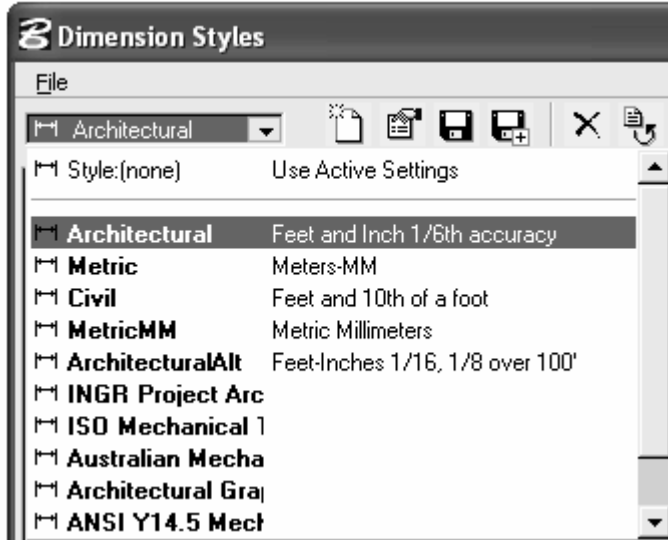 Dimension Styles
File
Architectural
Style:(none) Use Active Settings
Architectural Feet and Inch 1/6th accuracy
Metric Meters-MM
Civil Feet and 10th of a foot
MetricMM Metric Millimeters
ArchitecturalAlt Feet-Inches 1/16, 1/8 over 100'
INGR Project Arc
ISO Mechanical
Australian Mecha
Architectural
ANSI Y14.5